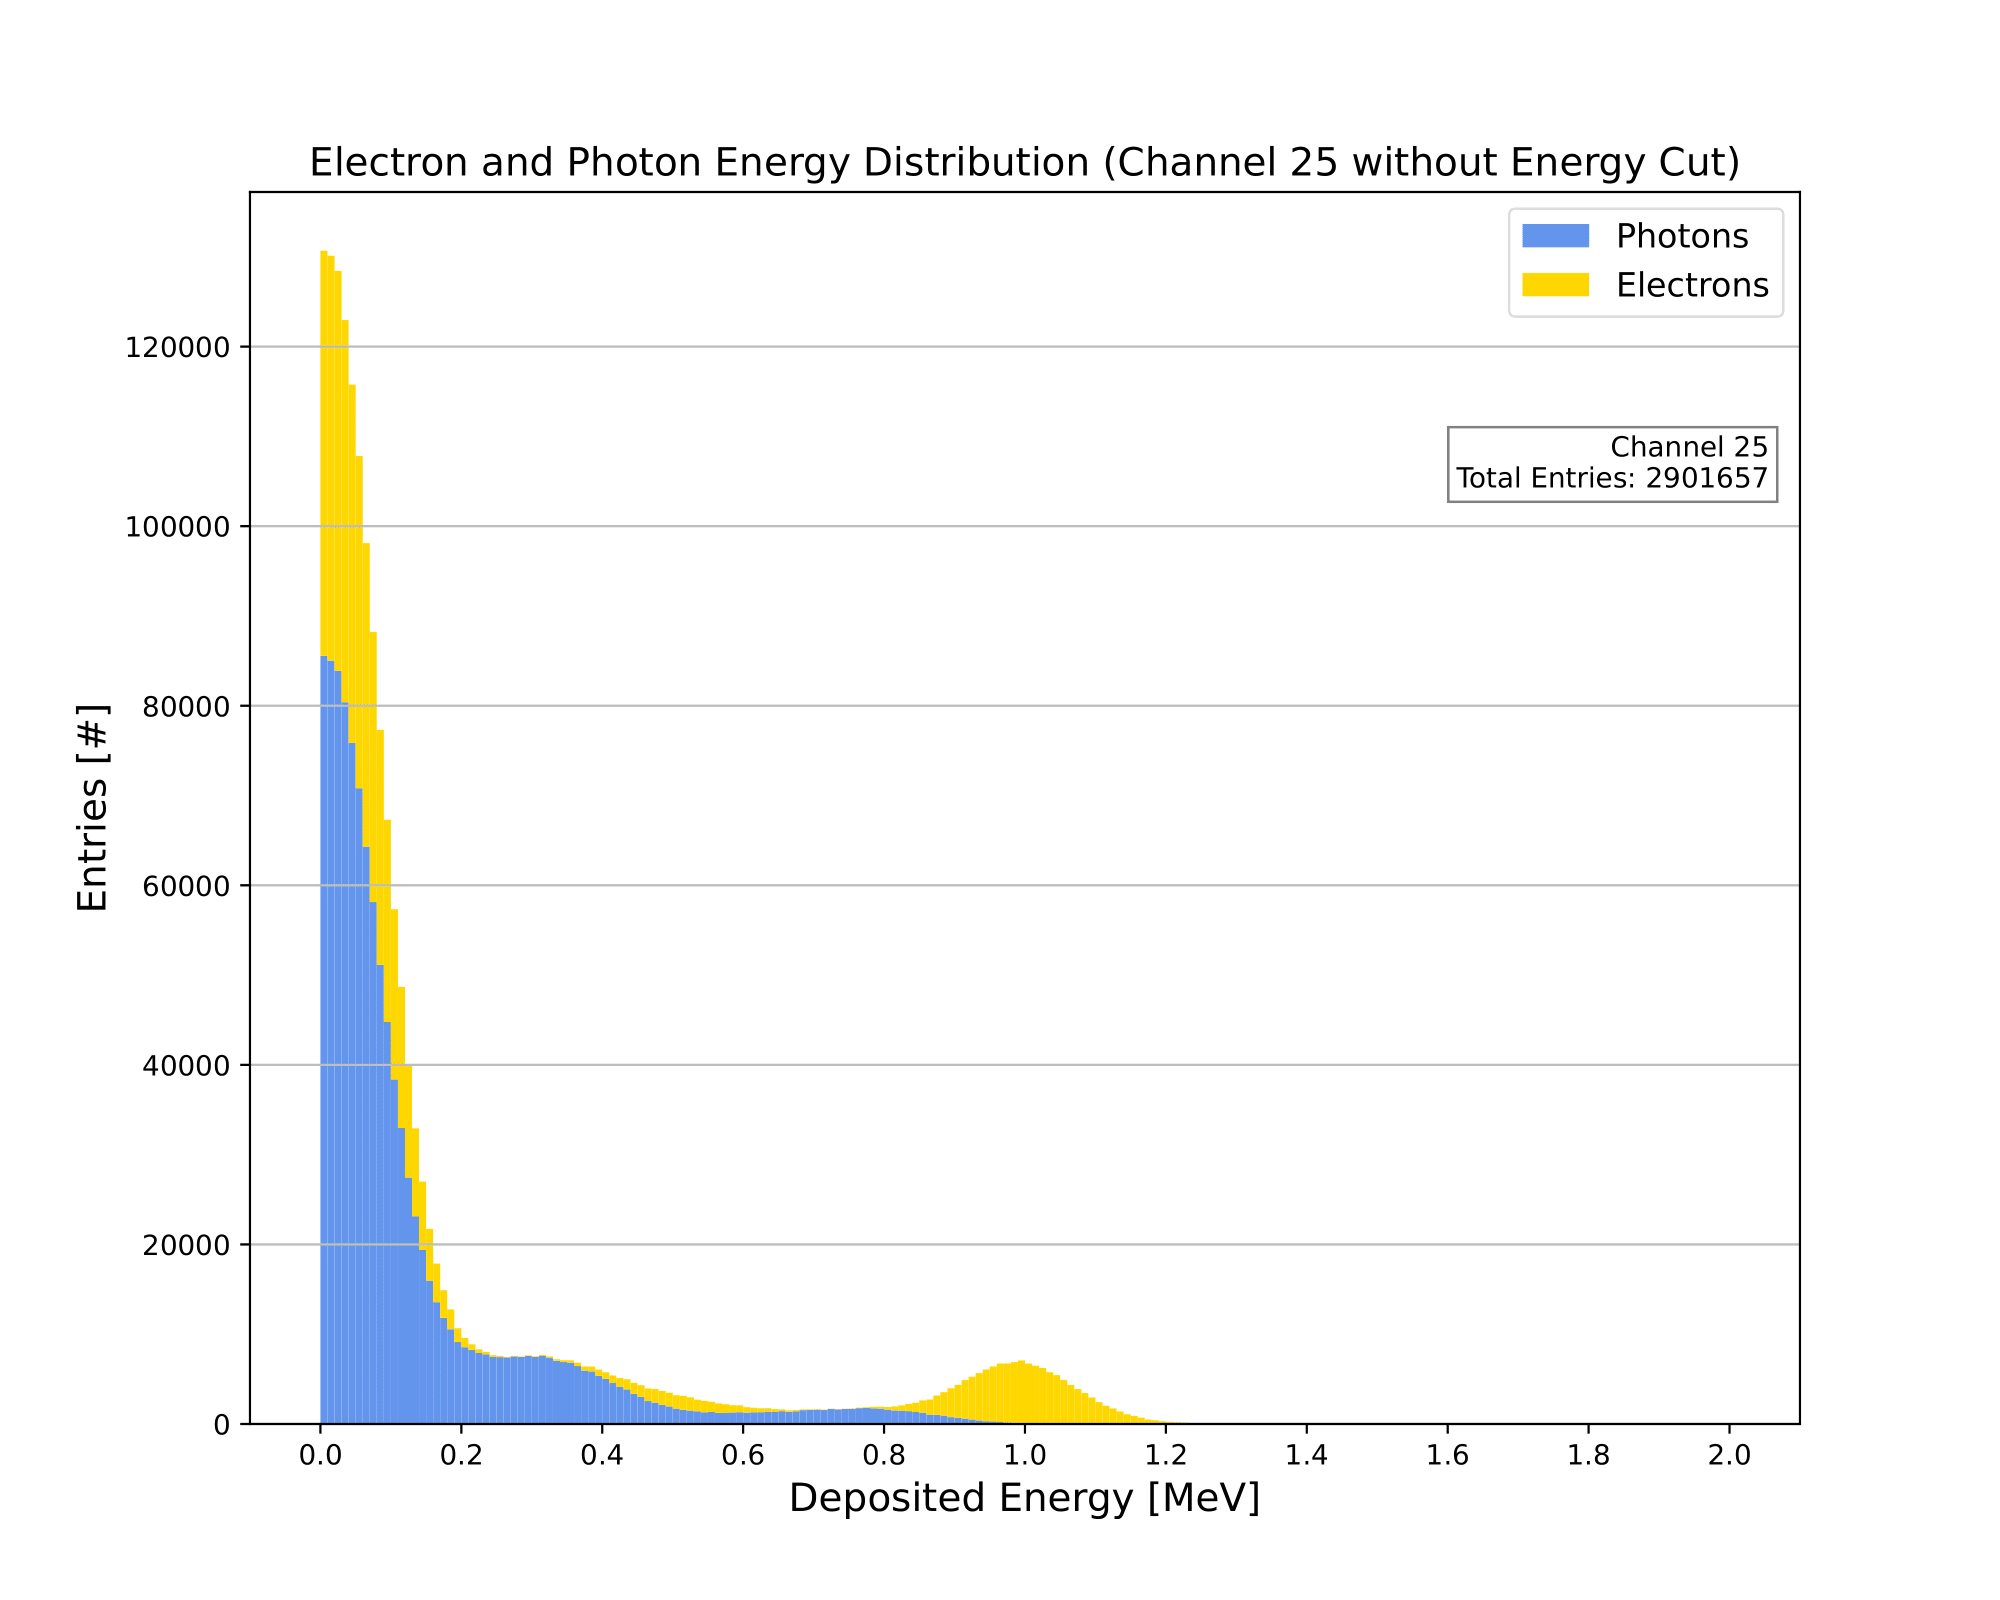 Electron and Photon Energy Distribution (Channel 25 without Energy Cut)
Photons
Electrons
Channel 25
Total Entries: 2901657
Entries [#]
120000
100000
80000
60000
40000
20000
0
0.0 0.2 0.4 0.6 0.8 1.0 1.2 1.4 1.6 1.8 2.0
Deposited Energy [MeV]